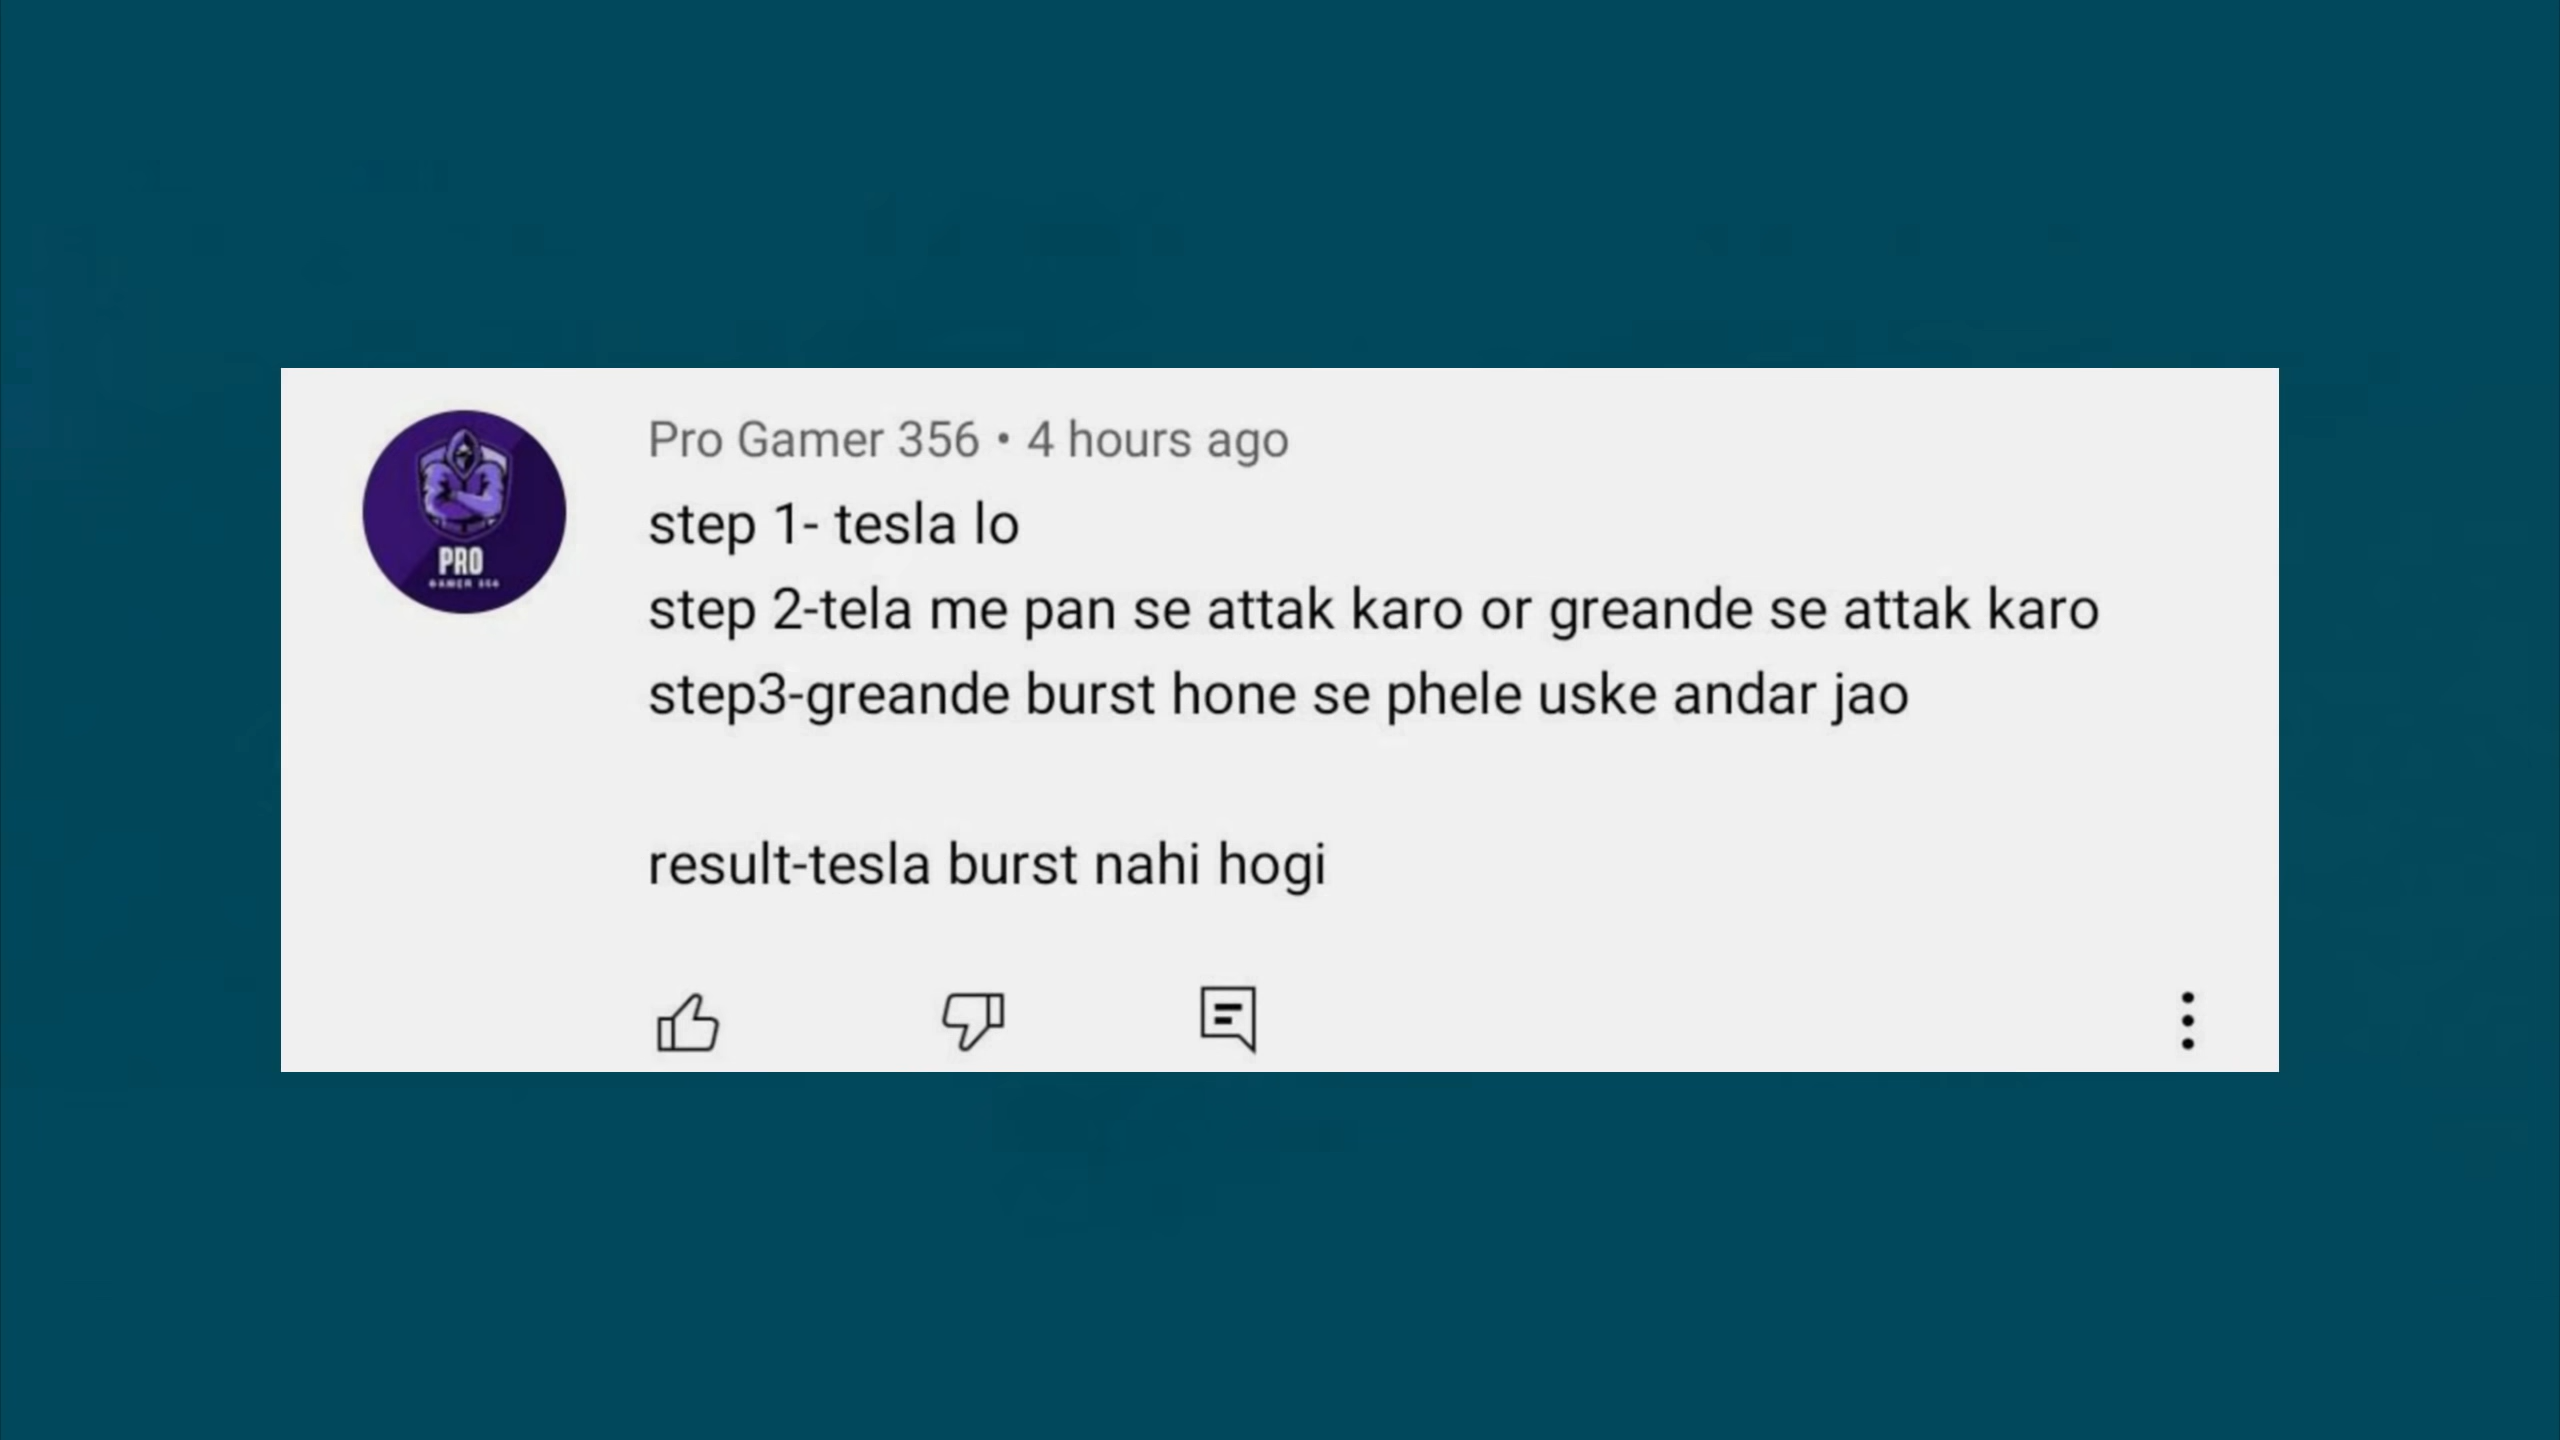 Pro Gamer 356 • 4 hours ago
step 1- tesla lo
step 2-tela me pan se attak karo or greande se attak karo
step3-greande burst hone se phele uske andar jao
result-tesla burst nahi hogi
PRO
GAMER 356